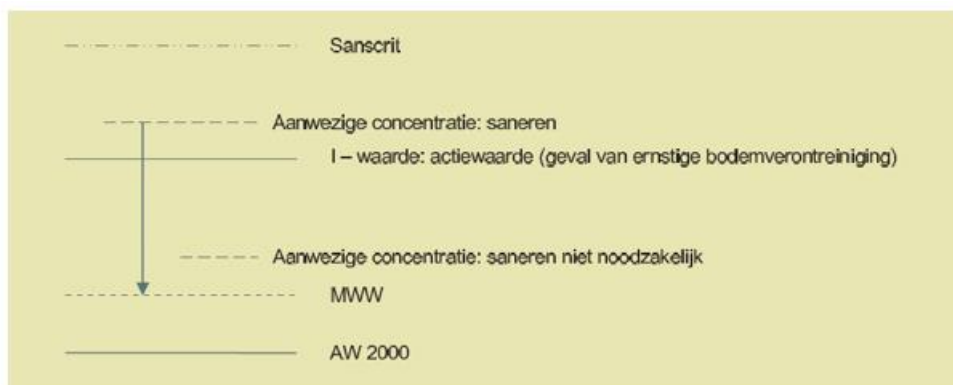 Sanscrit
Aanwezige concentratie: saneren
I – waarde: actiewaarde (geval van ernstige bodemverontreiniging)
Aanwezige concentratie: saneren niet noodzakelijk
MWW
AW 2000